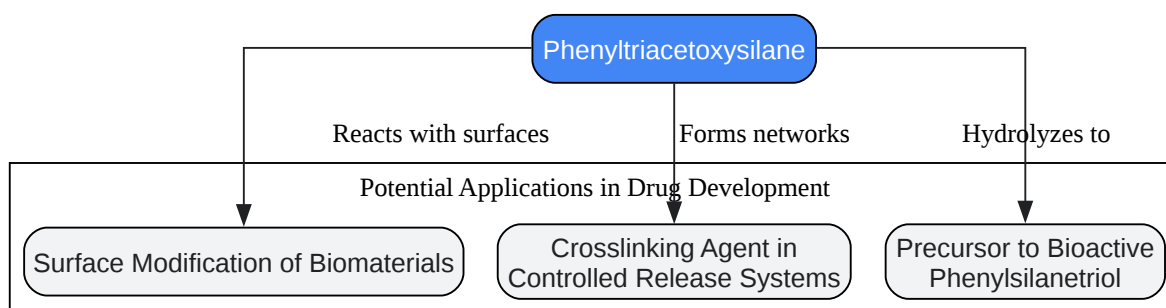 Phenyltriacetoxysilane
Reacts with surfaces
Forms networks
Hydrolyzes to
Potential Applications in Drug Development
Surface Modification of Biomaterials
Crosslinking Agent in
Controlled Release Systems
Precursor to Bioactive
Phenylsilanetriol